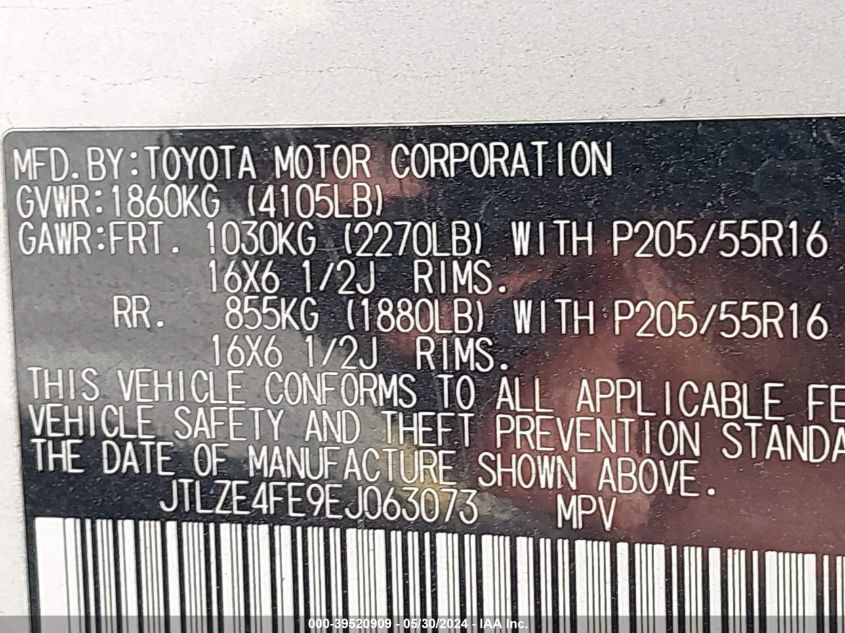 MFD.BY:TOYOTA MOTOR CORPORATION
GVWR:1860KG (4105LB)
GAWR:FRT. 1030KG (2270LB) WITH P205/55R16
16X6 1/2J RIMS.
RR. 855KG (1880LB) WITH P205/55R16
16X6 1/2J RIMS.
THIS VEHICLE CONFORMS TO ALL APPLICABLE FE
VEHICLE SAFETY AND THEFT PREVENTION STANDA
THE DATE OF MANUFACTURE SHOWN ABOVE.
JTLZE4FE9EJ063073 MPV
000-39520909 - 05/30/2024 - IAA Inc.